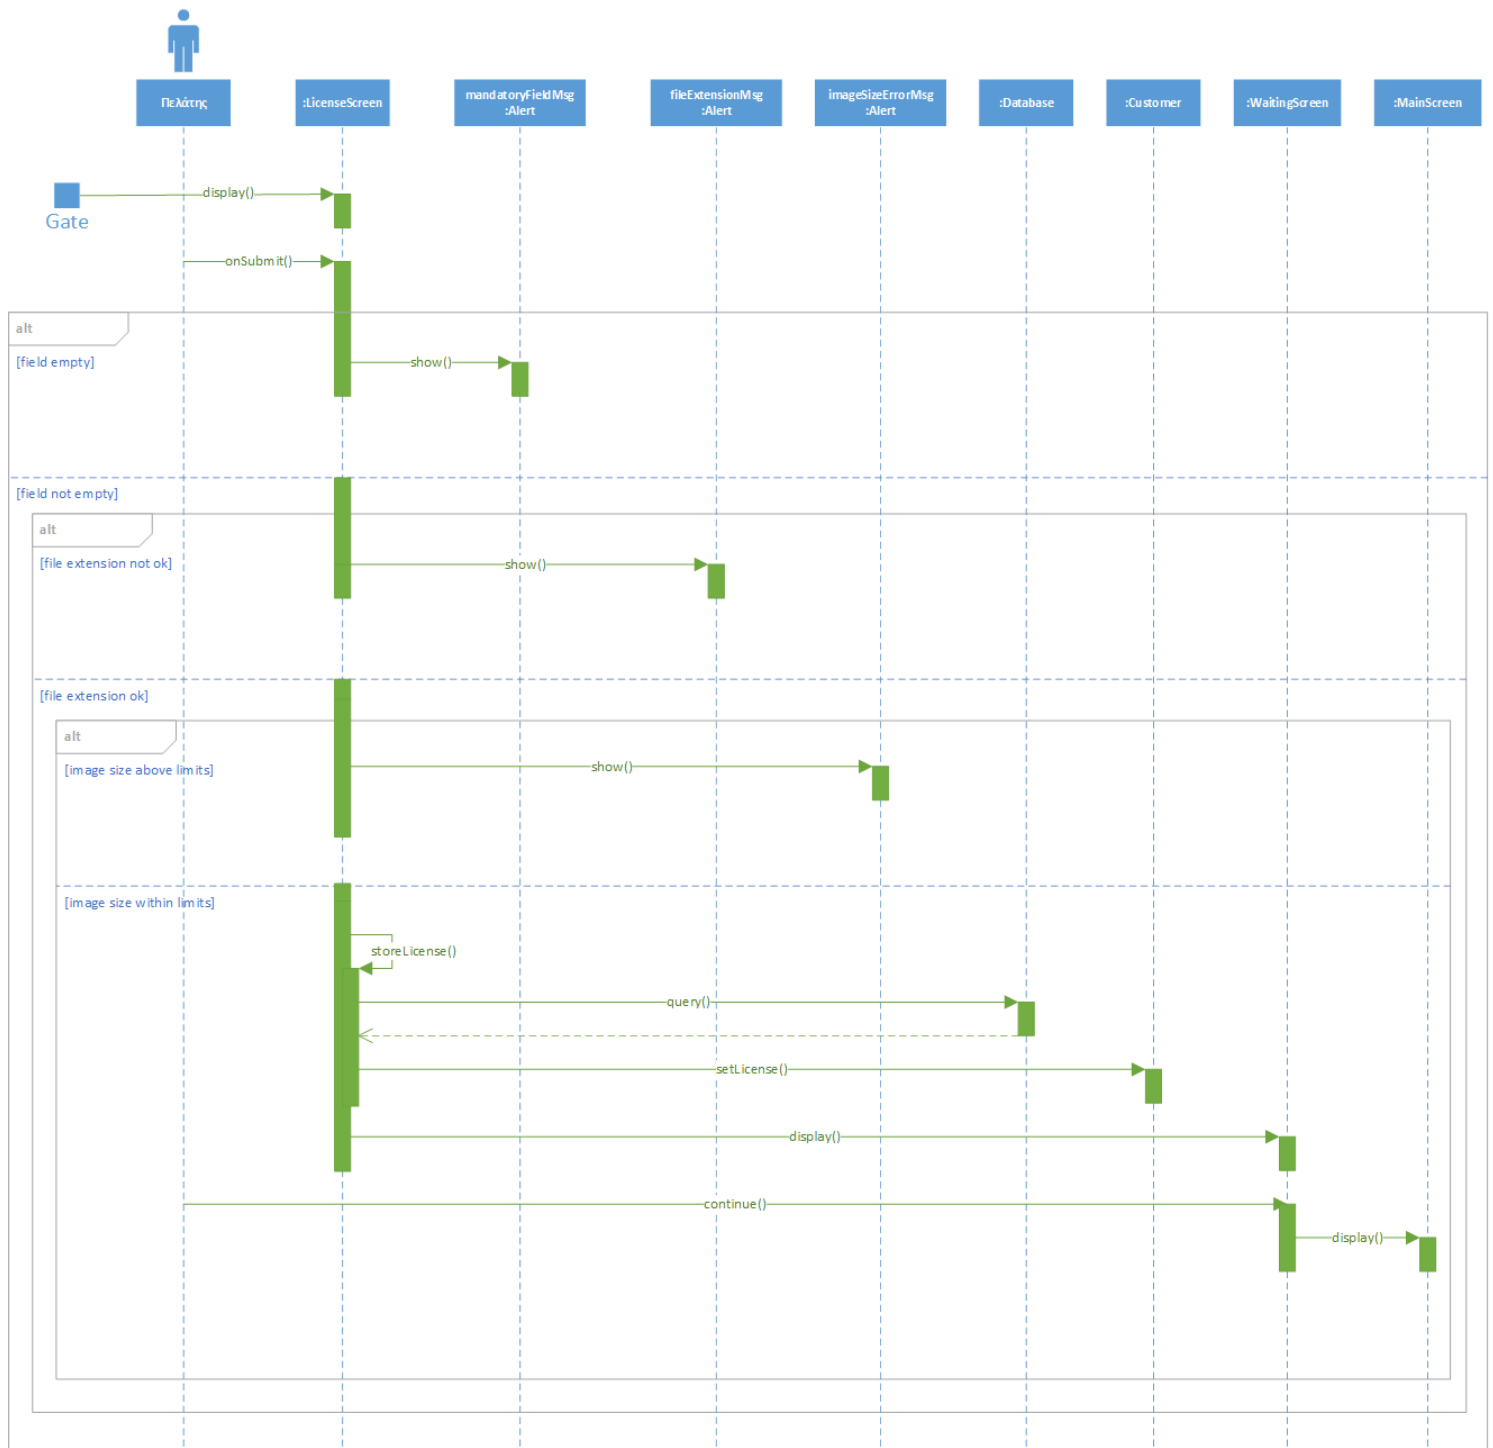 Πελάτης
:LicenseScreen
mandatoryFieldMsg
:Alert
fileExtensionMsg
:Alert
imageSizeErrorMsg
:Alert
:Database
:Customer
:WaitingScreen
:MainScreen
display()
Gate
onSubmit()
alt
[field empty]
show()
[field not empty]
alt
[file extension not ok]
show()
[file extension ok]
alt
[image size above limits]
show()
[image size within limits]
storeLicense()
query()
setLicense()
display()
continue()
display()